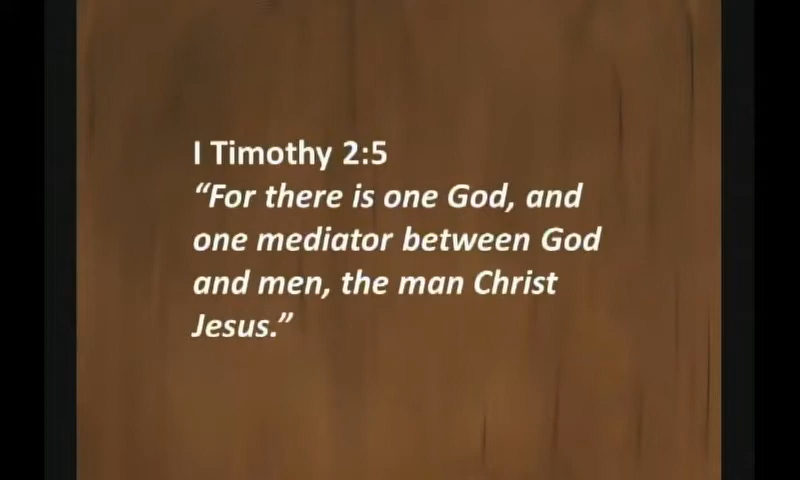 I Timothy 2:5
“For there is one God, and
one mediator between God
and men, the man Christ
Jesus.”